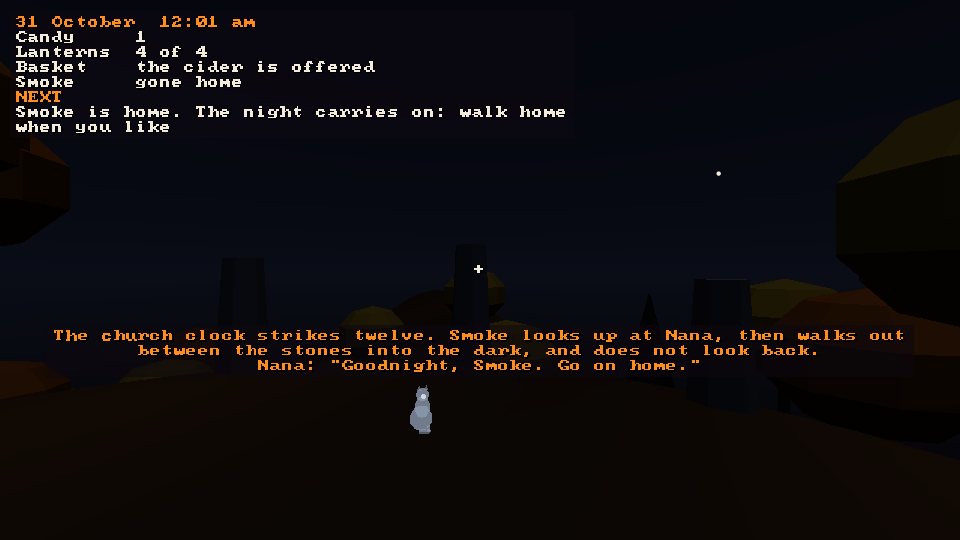 31 October 12:01 am
Candy 1
Lanterns 4 of 4
Basket the cider is offered
Smoke gone home
NEXT
Smoke is home. The night carries on: walk home
when you like
The church clock strikes twelve. Smoke looks up at Nana, then walks out
between the stones into the dark, and does not look back.
Nana: "Goodnight, Smoke. Go on home."